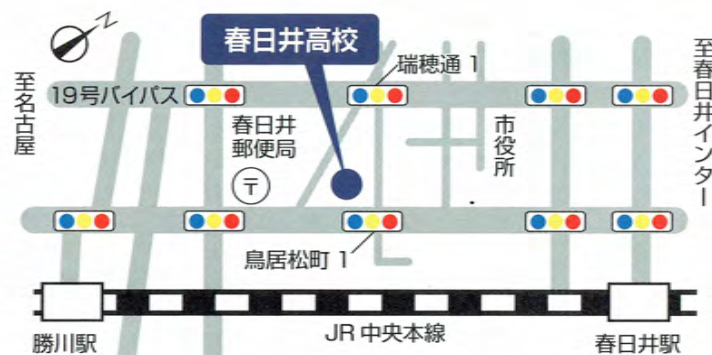 Z
春日井高校
瑞穂通 1
至名古屋
19号バイパス
春日井
郵便局
〒
市役所
至春日井インター
鳥居松町 1
JR 中央本線
勝川駅
春日井駅